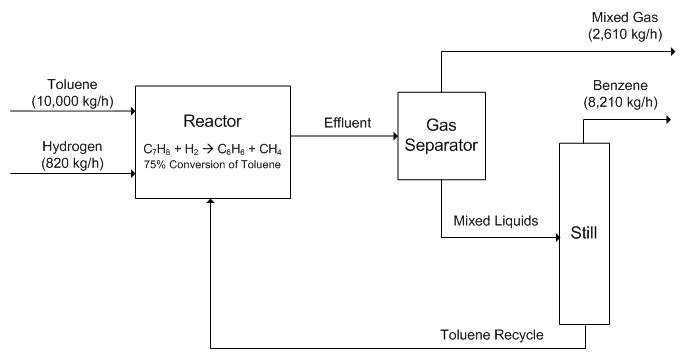 Mixed Gas
(2,610 kg/h)
Toluene
(10,000 kg/h)
Benzene
(8,210 kg/h)
Reactor
C₇H₈ + H₂ → C₆H₆ + CH₄
75% Conversion of Toluene
Effluent
Gas
Separator
Hydrogen
(820 kg/h)
Mixed Liquids
Still
Toluene Recycle